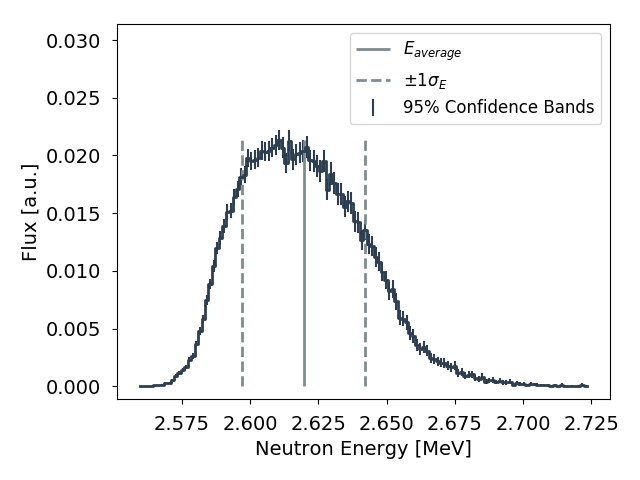 0.030
0.025
0.020
0.015
0.010
0.005
0.000
Flux [a.u.]
E_average
±1σ_E
95% Confidence Bands
2.575 2.600 2.625 2.650 2.675 2.700 2.725
Neutron Energy [MeV]